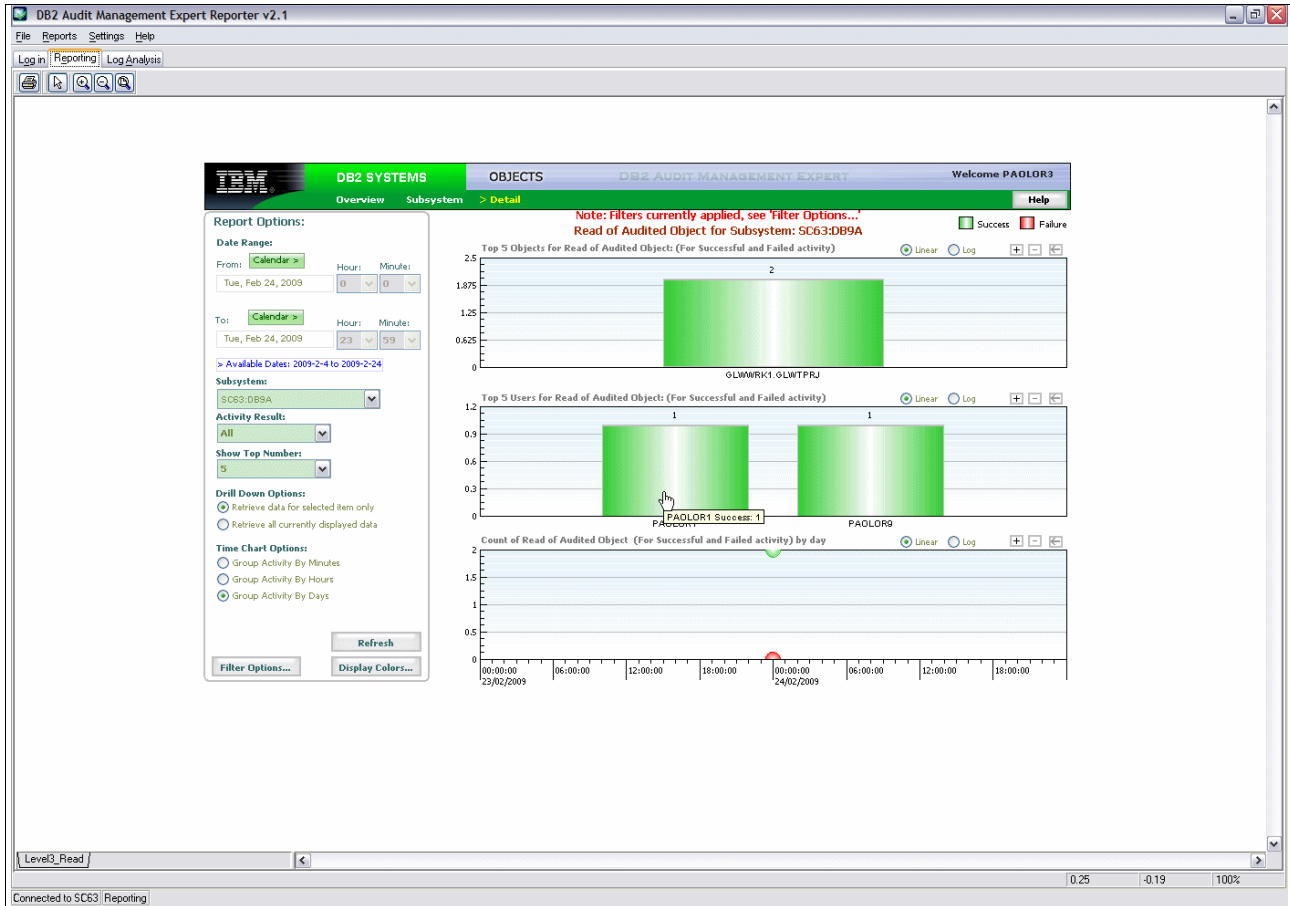 DB2 Audit Management Expert Reporter v2.1
File Reports Settings Help
Log in Reporting Log Analysis
IBM DB2 SYSTEMS OBJECTS DB2 AUDIT MANAGEMENT EXPERT Welcome PAOLOR3
Overview Subsystem > Detail Help
Report Options:
Date Range:
From: Calendar > Hour: Minute:
Tue, Feb 24, 2009 0 0
To: Calendar > Hour: Minute:
Tue, Feb 24, 2009 23 59
> Available Dates: 2009-2-4 to 2009-2-24
Subsystem:
SC63:DB9A
Activity Result:
All
Show Top Number:
5
Drill Down Options:
Retrieve data for selected item only
Retrieve all currently displayed data
Time Chart Options:
Group Activity By Minutes
Group Activity By Hours
Group Activity By Days
Refresh
Filter Options... Display Colors...
Note: Filters currently applied, see 'Filter Options...'
Read of Audited Object for Subsystem: SC63:DB9A
Success Failure
Top 5 Objects for Read of Audited Object: (For Successful and Failed activity) Linear Log
2.5
2
1.875
1.25
0.625
0
GLWWRK1.GLWTPRJ
Top 5 Users for Read of Audited Object: (For Successful and Failed activity) Linear Log
1.2
1 1
0.9
0.6
0.3
0
PAOLOR1 Success: 1
PAOLOR1 PAOLOR9
Count of Read of Audited Object (For Successful and Failed activity) by day Linear Log
2
1.5
1
0.5
0
00:00:00 06:00:00 12:00:00 18:00:00 00:00:00 06:00:00 12:00:00 18:00:00
23/02/2009 24/02/2009
Level3_Read
0.25 -0.19 100%
Connected to SC63 Reporting